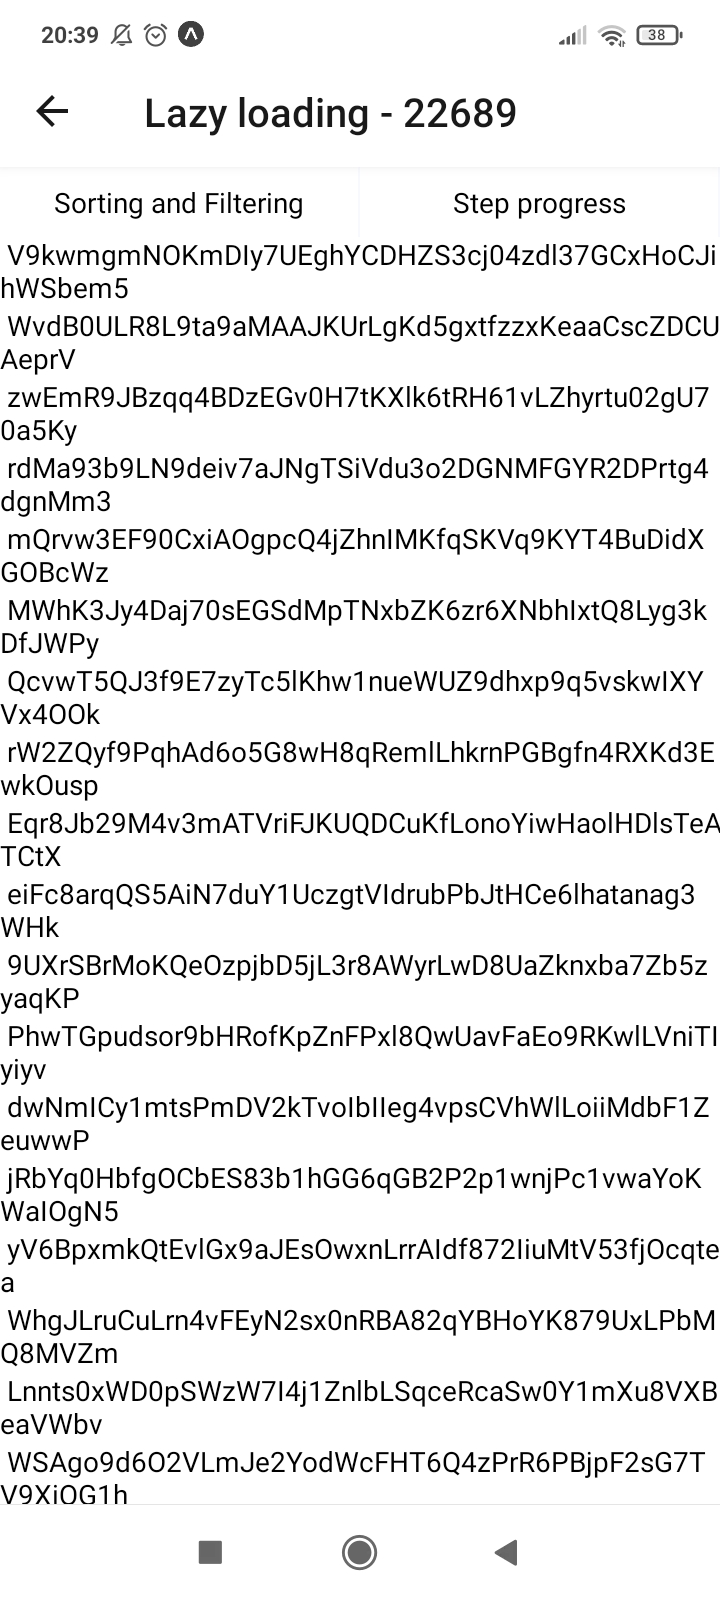 20:39
38
Lazy loading - 22689
Sorting and Filtering
Step progress
V9kwmgmNOKmDIy7UEghYCDHZS3cj04zdl37GCxHoCJi
hWSbem5
WvdB0ULR8L9ta9aMAAJKUrLgKd5gxtfzzxKeaaCscZDCU
AeprV
zwEmR9JBzqq4BDzEGv0H7tKXlk6tRH61vLZhyrtu02gU7
0a5Ky
rdMa93b9LN9deiv7aJNgTSiVdu3o2DGNMFGYR2DPrtg4
dgnMm3
mQrvw3EF90CxiAOgpcQ4jZhnIMKfqSKVq9KYT4BuDidX
GOBcWz
MWhK3Jy4Daj70sEGSdMpTNxbZK6zr6XNbhIxtQ8Lyg3k
DfJWPy
QcvwT5QJ3f9E7zyTc5lKhw1nueWUZ9dhxp9q5vskwIXY
Vx4OOk
rW2ZQyf9PqhAd6o5G8wH8qRemlLhkrnPGBgfn4RXKd3E
wkOusp
Eqr8Jb29M4v3mATVriFJKUQDCuKfLonoYiwHaolHDlsTeA
TCtX
eiFc8arqQS5AiN7duY1UczgtVIdrubPbJtHCe6lhatanag3
WHk
9UXrSBrMoKQeOzpjbD5jL3r8AWyrLwD8UaZknxba7Zb5z
yaqKP
PhwTGpudsor9bHRofKpZnFPxl8QwUavFaEo9RKwlLVniTI
yiyv
dwNmICy1mtsPmDV2kTvoIbIIeg4vpsCVhWlLoiiMdbF1Z
euwwP
jRbYq0HbfgOCbES83b1hGG6qGB2P2p1wnjPc1vwaYoK
WaIOgN5
yV6BpxmkQtEvlGx9aJEsOwxnLrrAIdf872IiuMtV53fjOcqte
a
WhgJLruCuLrn4vFEyN2sx0nRBA82qYBHoYK879UxLPbM
Q8MVZm
Lnnts0xWD0pSWzW7I4j1ZnlbLSqceRcaSw0Y1mXu8VXB
eaVWbv
WSAgo9d6O2VLmJe2YodWcFHT6Q4zPrR6PBjpF2sG7T
V9XiOG1h